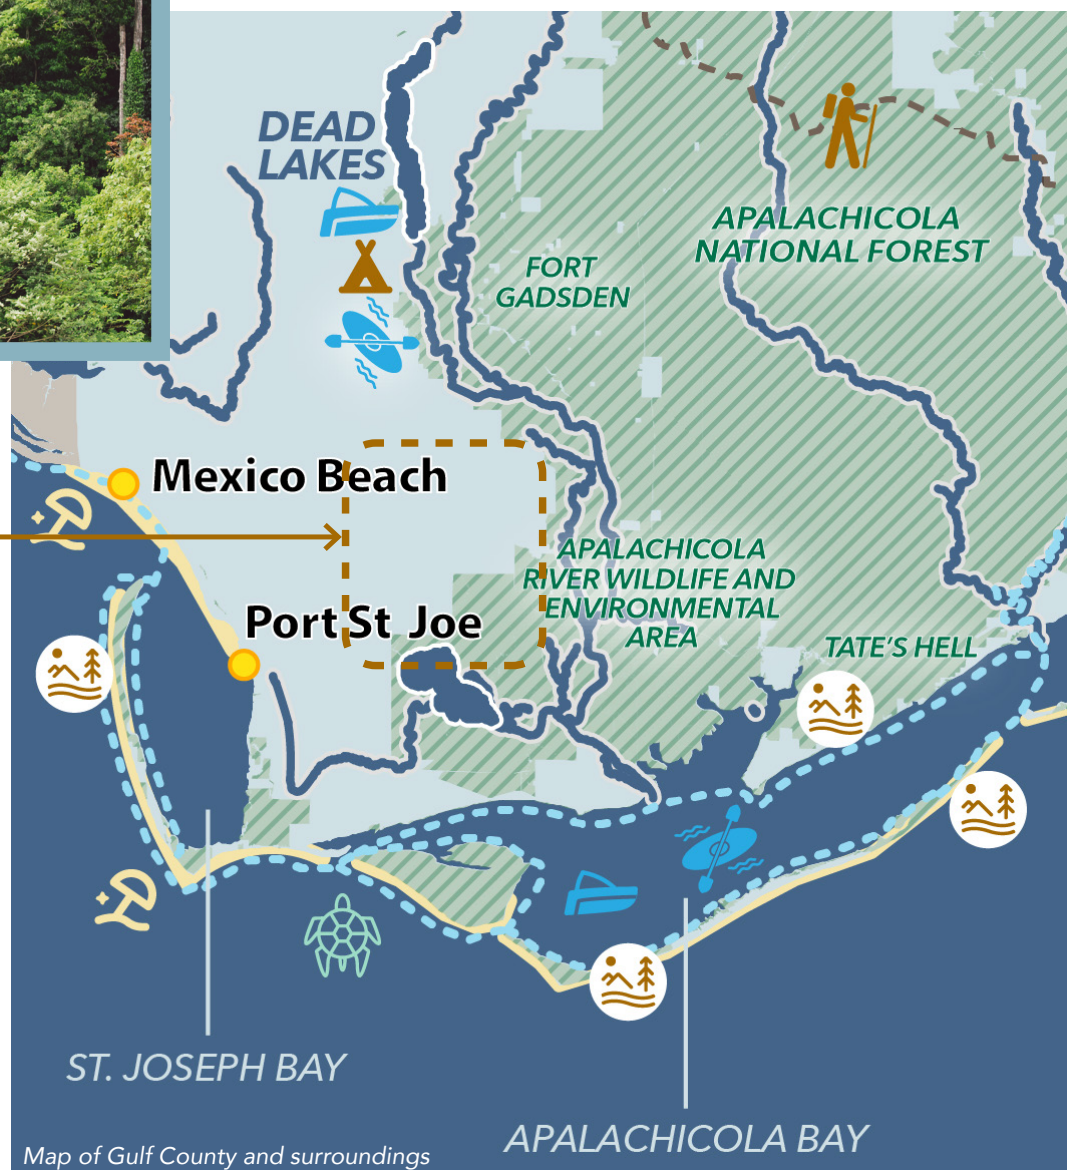 DEAD
LAKES
APALACHICOLA
NATIONAL FOREST
FORT
GADSDEN
Mexico Beach
APALACHICOLA
RIVER WILDLIFE AND
ENVIRONMENTAL
AREA
Port St Joe
TATE'S HELL
ST. JOSEPH BAY
APALACHICOLA BAY
Map of Gulf County and surroundings